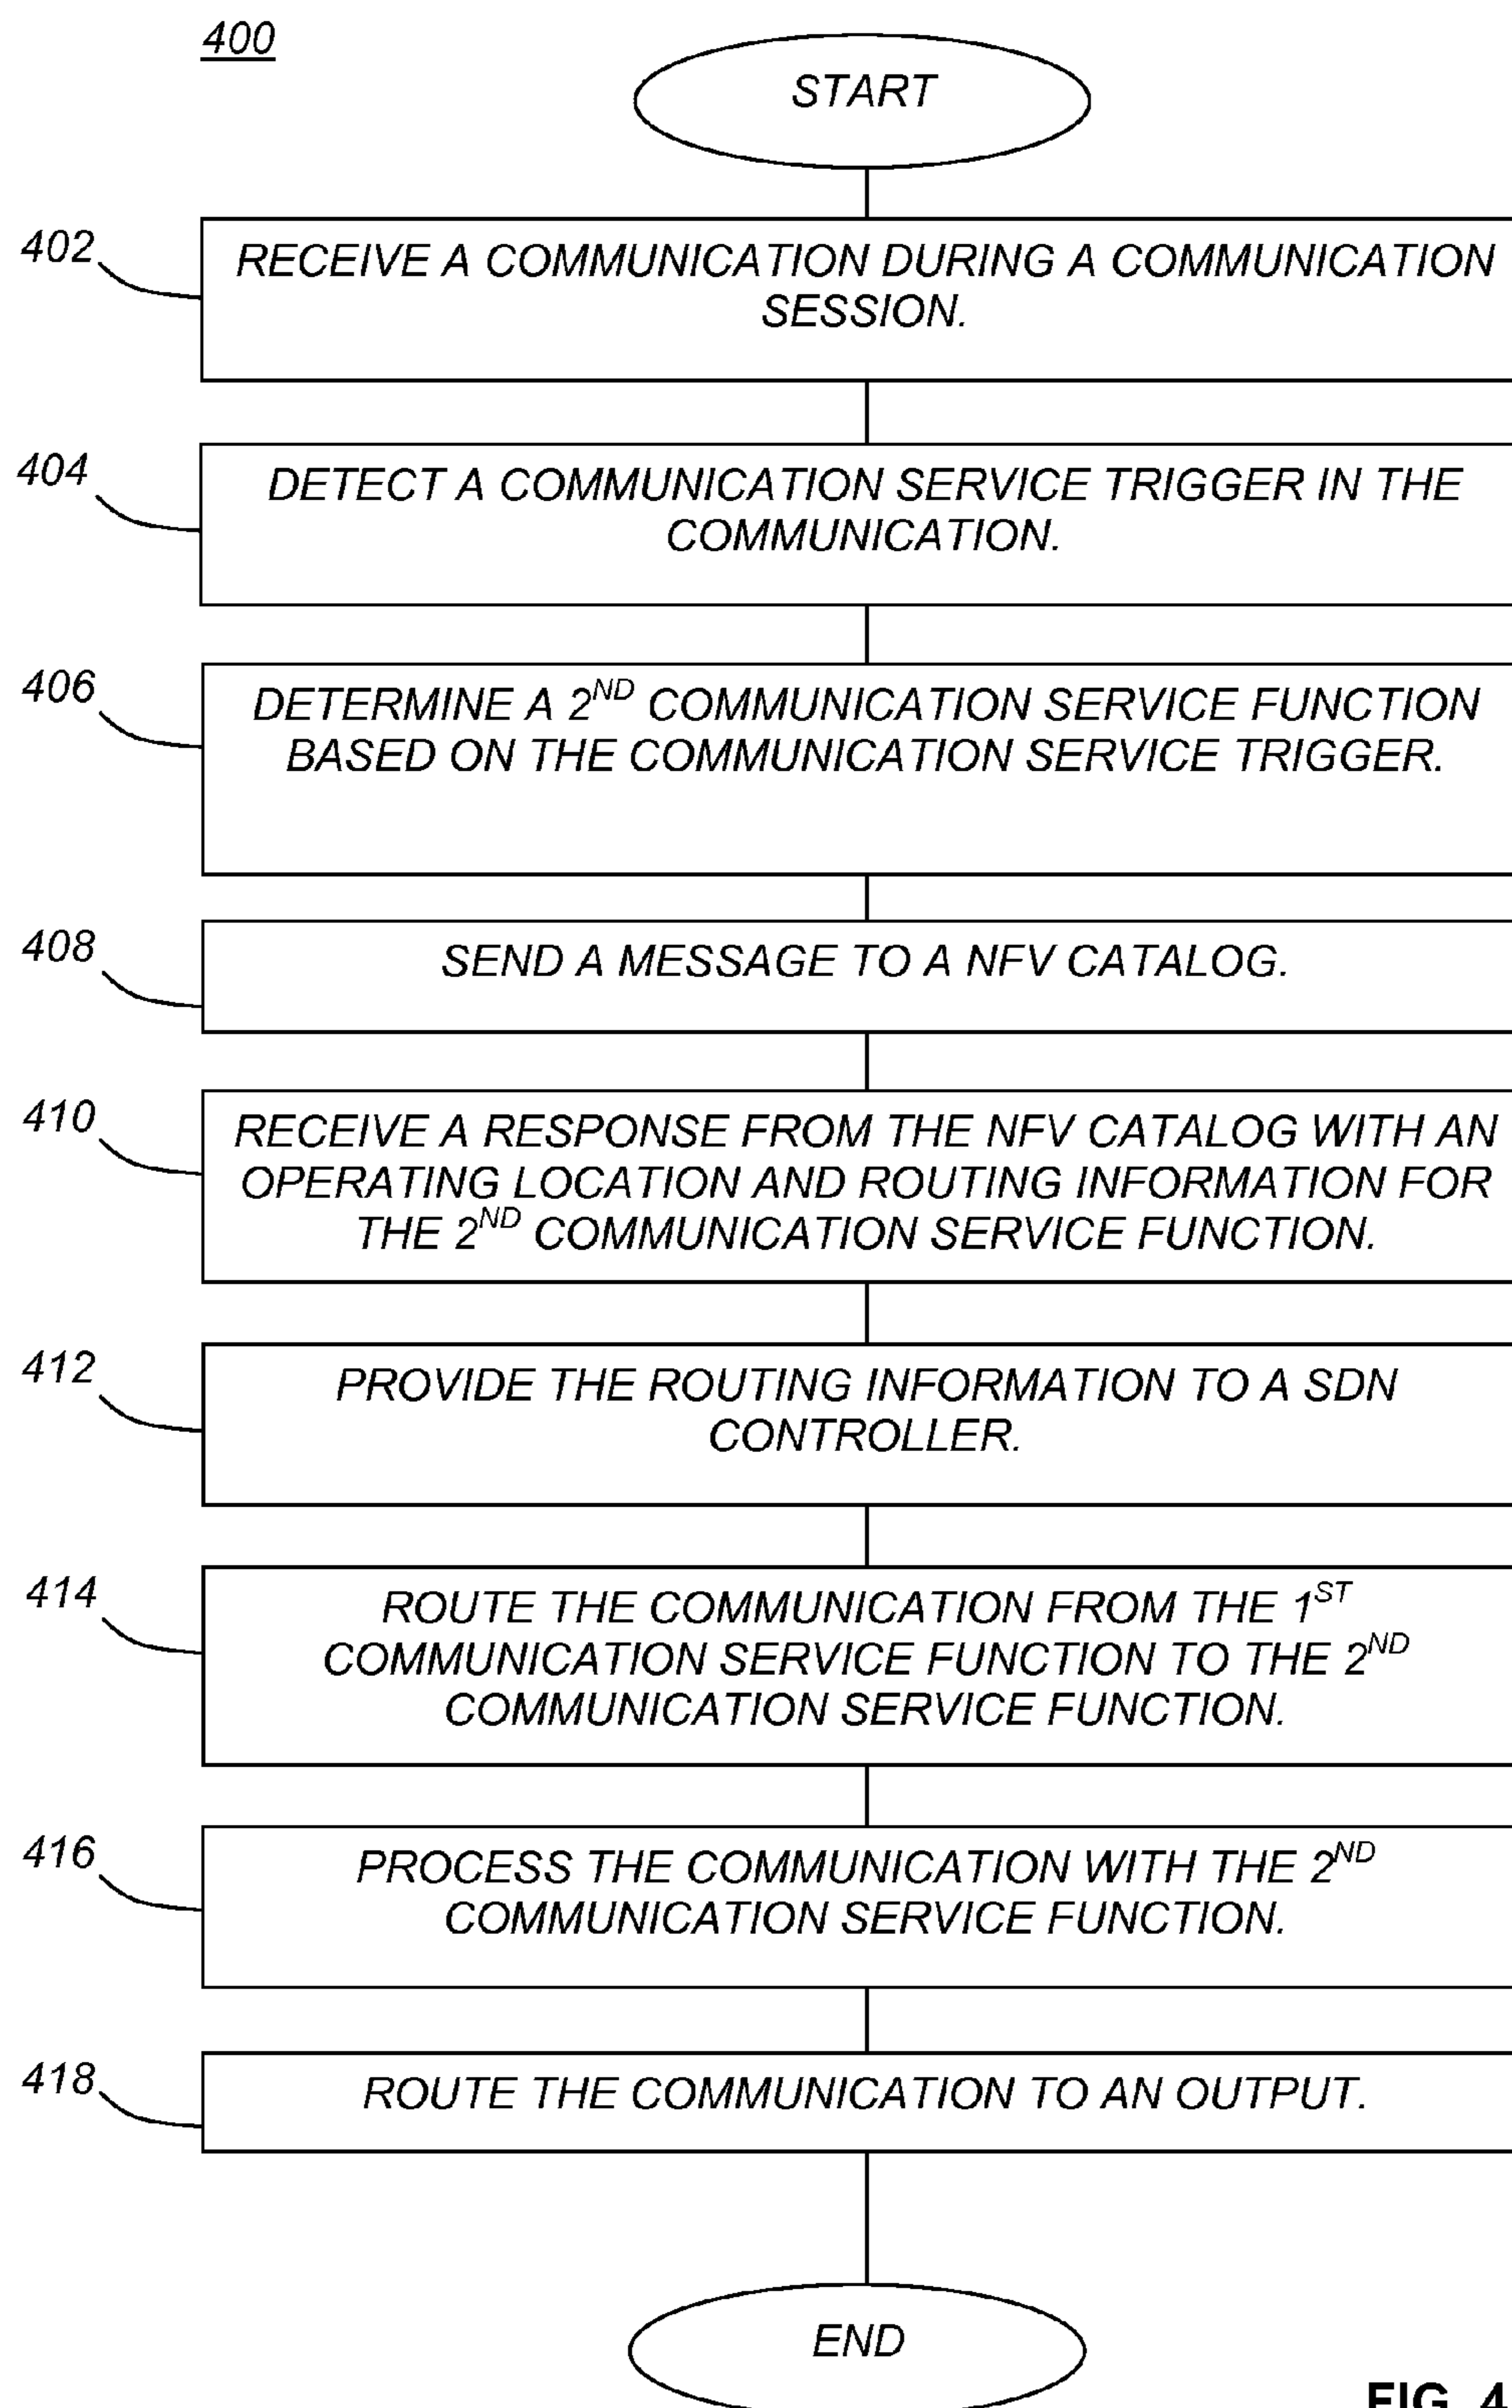 400
START
402
RECEIVE A COMMUNICATION DURING A COMMUNICATION
SESSION.
404
DETECT A COMMUNICATION SERVICE TRIGGER IN THE
COMMUNICATION.
406
DETERMINE A 2ND COMMUNICATION SERVICE FUNCTION
BASED ON THE COMMUNICATION SERVICE TRIGGER.
408
SEND A MESSAGE TO A NFV CATALOG.
410
RECEIVE A RESPONSE FROM THE NFV CATALOG WITH AN
OPERATING LOCATION AND ROUTING INFORMATION FOR
THE 2ND COMMUNICATION SERVICE FUNCTION.
412
PROVIDE THE ROUTING INFORMATION TO A SDN
CONTROLLER.
414
ROUTE THE COMMUNICATION FROM THE 1ST
COMMUNICATION SERVICE FUNCTION TO THE 2ND
COMMUNICATION SERVICE FUNCTION.
416
PROCESS THE COMMUNICATION WITH THE 2ND
COMMUNICATION SERVICE FUNCTION.
418
ROUTE THE COMMUNICATION TO AN OUTPUT.
END
FIG. 4